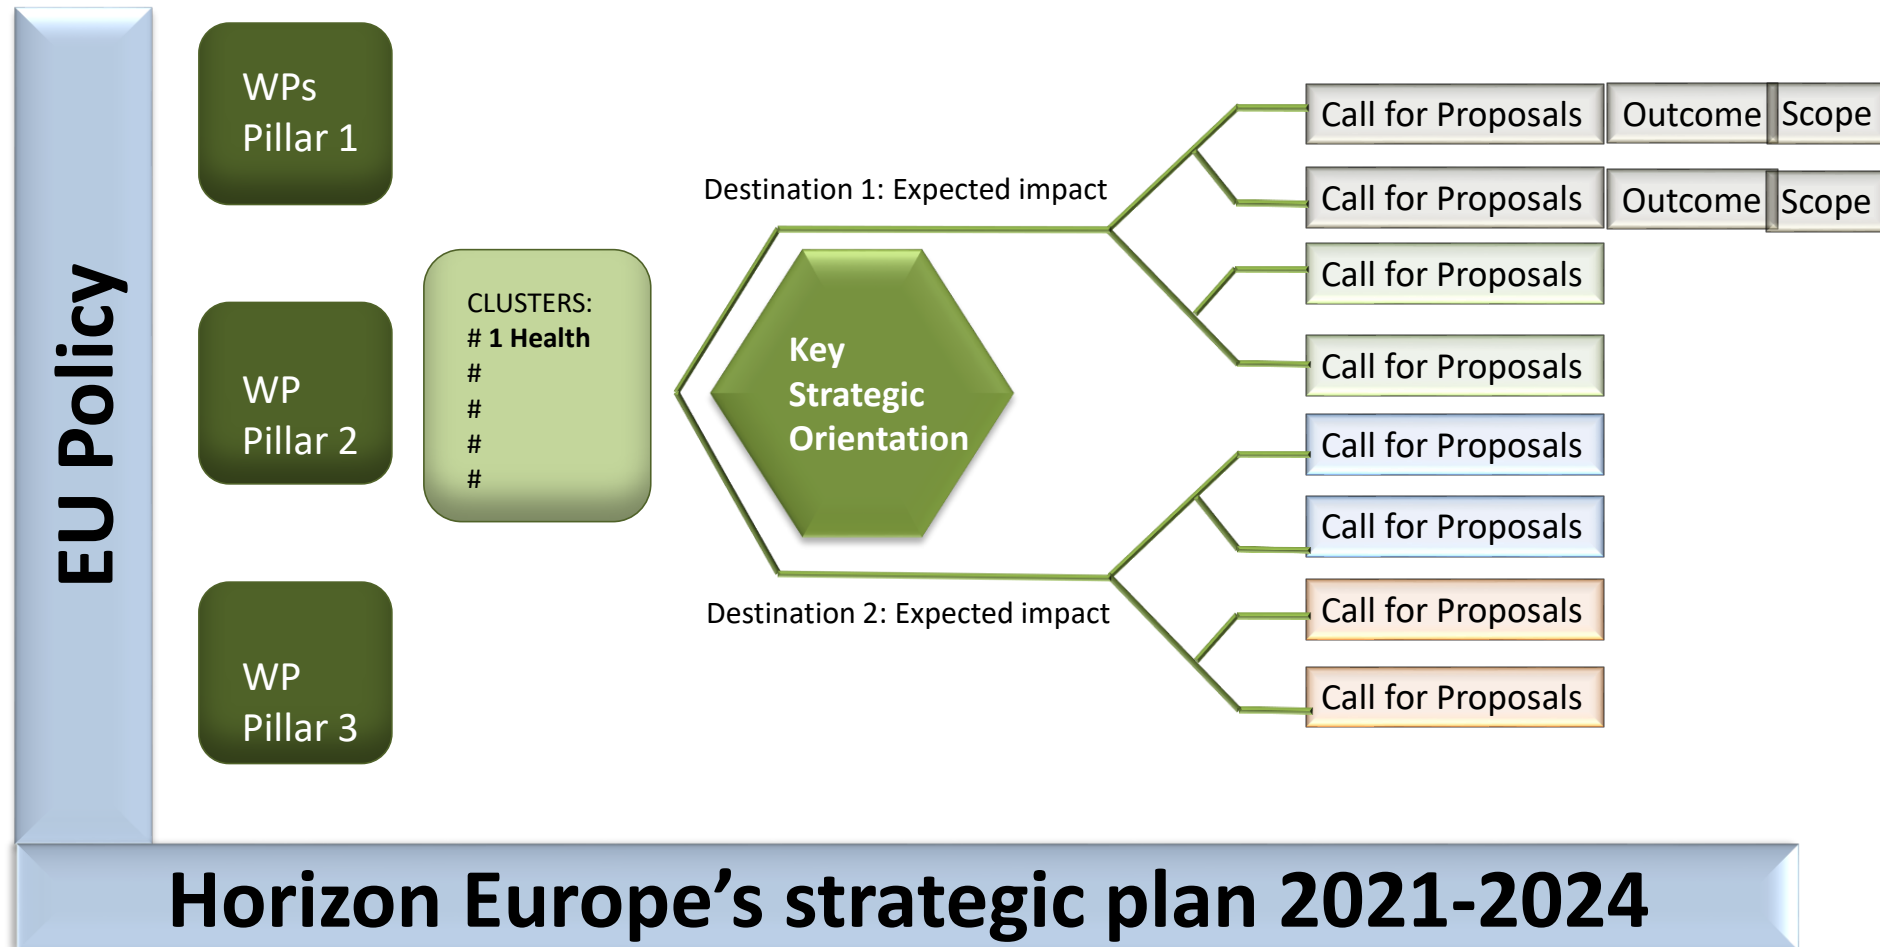 EU Policy
WPs
Pillar 1
WP
Pillar 2
WP
Pillar 3
CLUSTERS:
# 1 Health
#
#
#
#
Destination 1: Expected impact
Key
Strategic
Orientation
Destination 2: Expected impact
Call for Proposals Outcome Scope
Call for Proposals Outcome Scope
Call for Proposals
Call for Proposals
Call for Proposals
Call for Proposals
Call for Proposals
Call for Proposals
Horizon Europe’s strategic plan 2021-2024